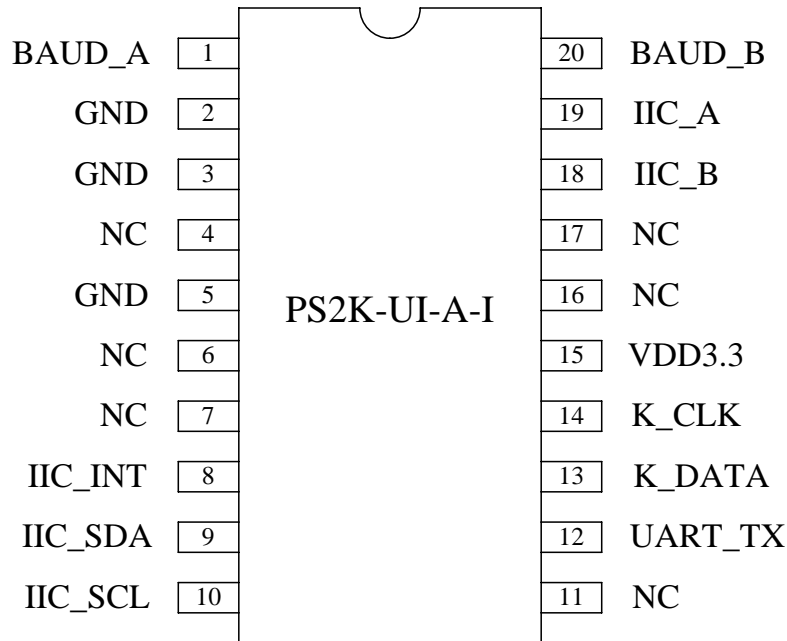 BAUD_A 1 20 BAUD_B
GND 2 19 IIC_A
GND 3 18 IIC_B
NC 4 17 NC
GND 5 16 NC
PS2K-UI-A-I
NC 6 15 VDD3.3
NC 7 14 K_CLK
IIC_INT 8 13 K_DATA
IIC_SDA 9 12 UART_TX
IIC_SCL 10 11 NC